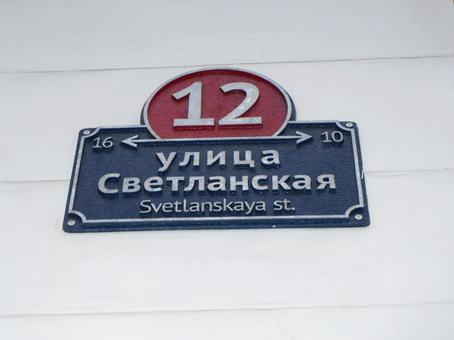 12
16 10
улица
Светланская
Svetlanskaya st.